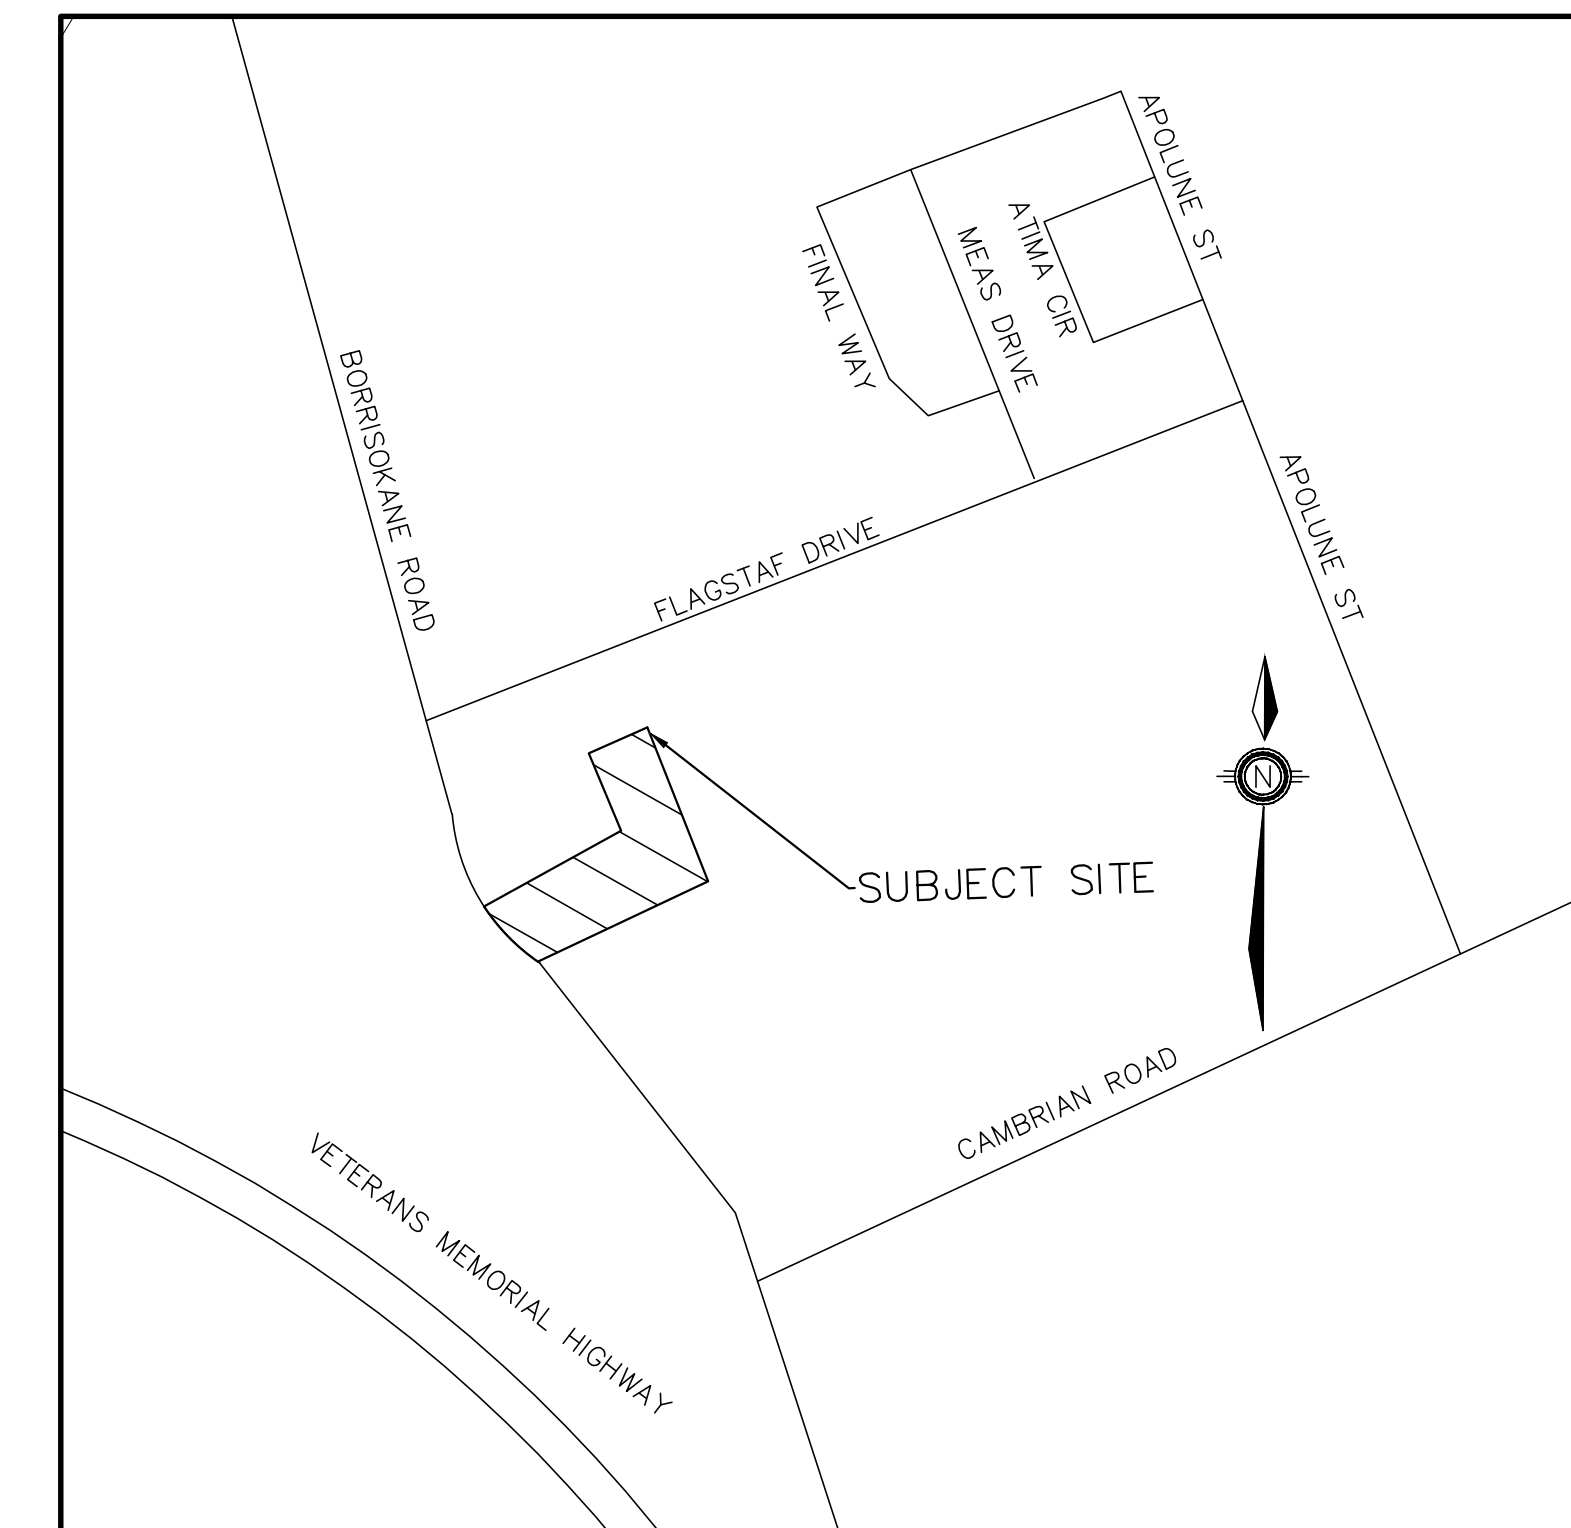 APOLUNE ST
ATIMA CIR
MEAS DRIVE
FINAL WAY
BORRISOKANE ROAD
FLAGSTAF DRIVE
APOLUNE ST
N
SUBJECT SITE
CAMBRIAN ROAD
VETERANS MEMORIAL HIGHWAY